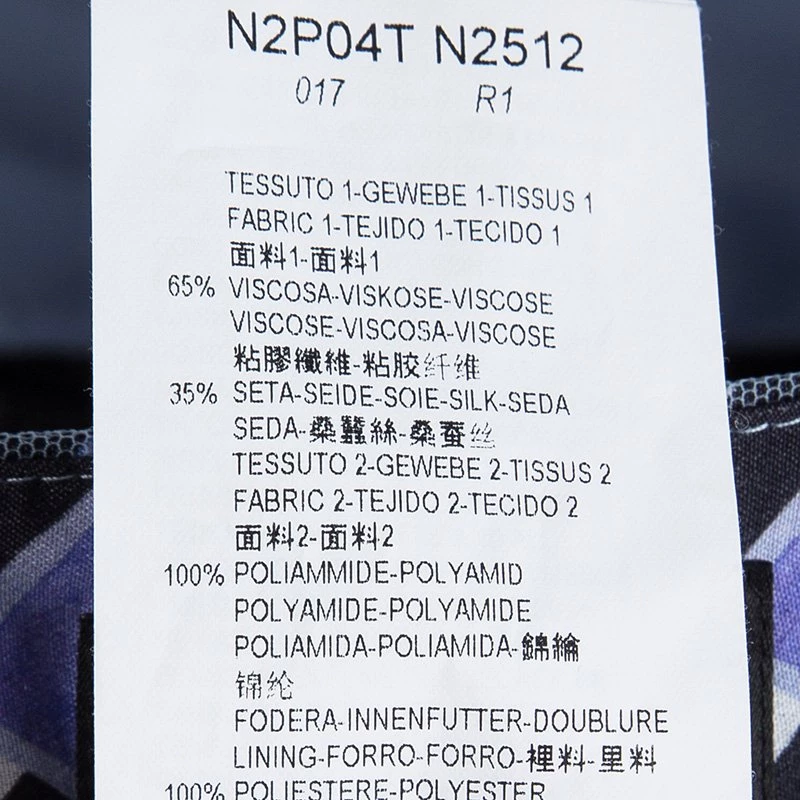 N2P04T N2512
017 R1
TESSUTO 1-GEWEBE 1-TISSUS 1
FABRIC 1-TEJIDO 1-TECIDO 1
面料1-面料1
65% VISCOSA-VISKOSE-VISCOSE
VISCOSE-VISCOSA-VISCOSE
粘膠纖維-粘胶纤维
35% SETA-SEIDE-SOIE-SILK-SEDA
SEDA-桑蠶絲-桑蚕丝
TESSUTO 2-GEWEBE 2-TISSUS 2
FABRIC 2-TEJIDO 2-TECIDO 2
面料2-面料2
100% POLIAMMIDE-POLYAMID
POLYAMIDE-POLYAMIDE
POLIAMIDA-POLIAMIDA-錦綸
锦纶
FODERA-INNENFUTTER-DOUBLURE
LINING-FORRO-FORRO-裡料-里料
100% POLIESTERE-POLYESTER